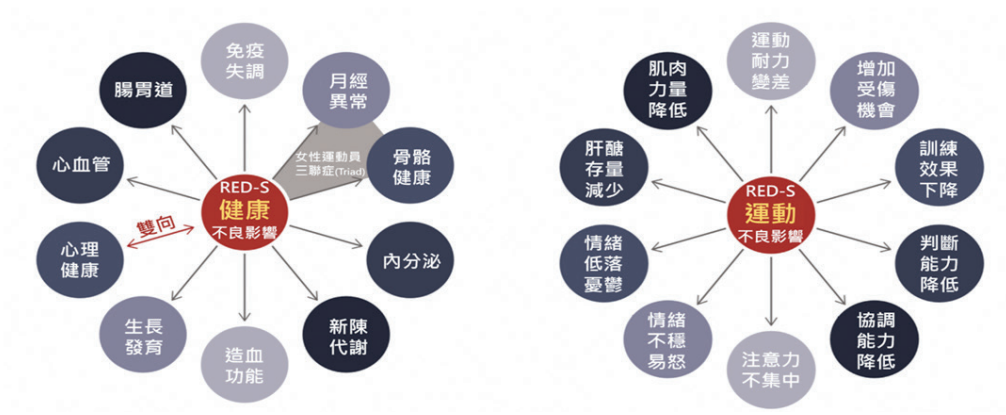 RED-S
健康
不良影響
免疫
失調
月經
異常
女性運動員
三聯症(Triad)
骨骼
健康
內分泌
新陳
代謝
造血
功能
生長
發育
雙向
心理
健康
心血管
腸胃道
RED-S
運動
不良影響
運動
耐力
變差
增加
受傷
機會
訓練
效果
下降
判斷
能力
降低
協調
能力
降低
注意力
不集中
情緒
不穩
易怒
情緒
低落
憂鬱
肝醣
存量
減少
肌肉
力量
降低